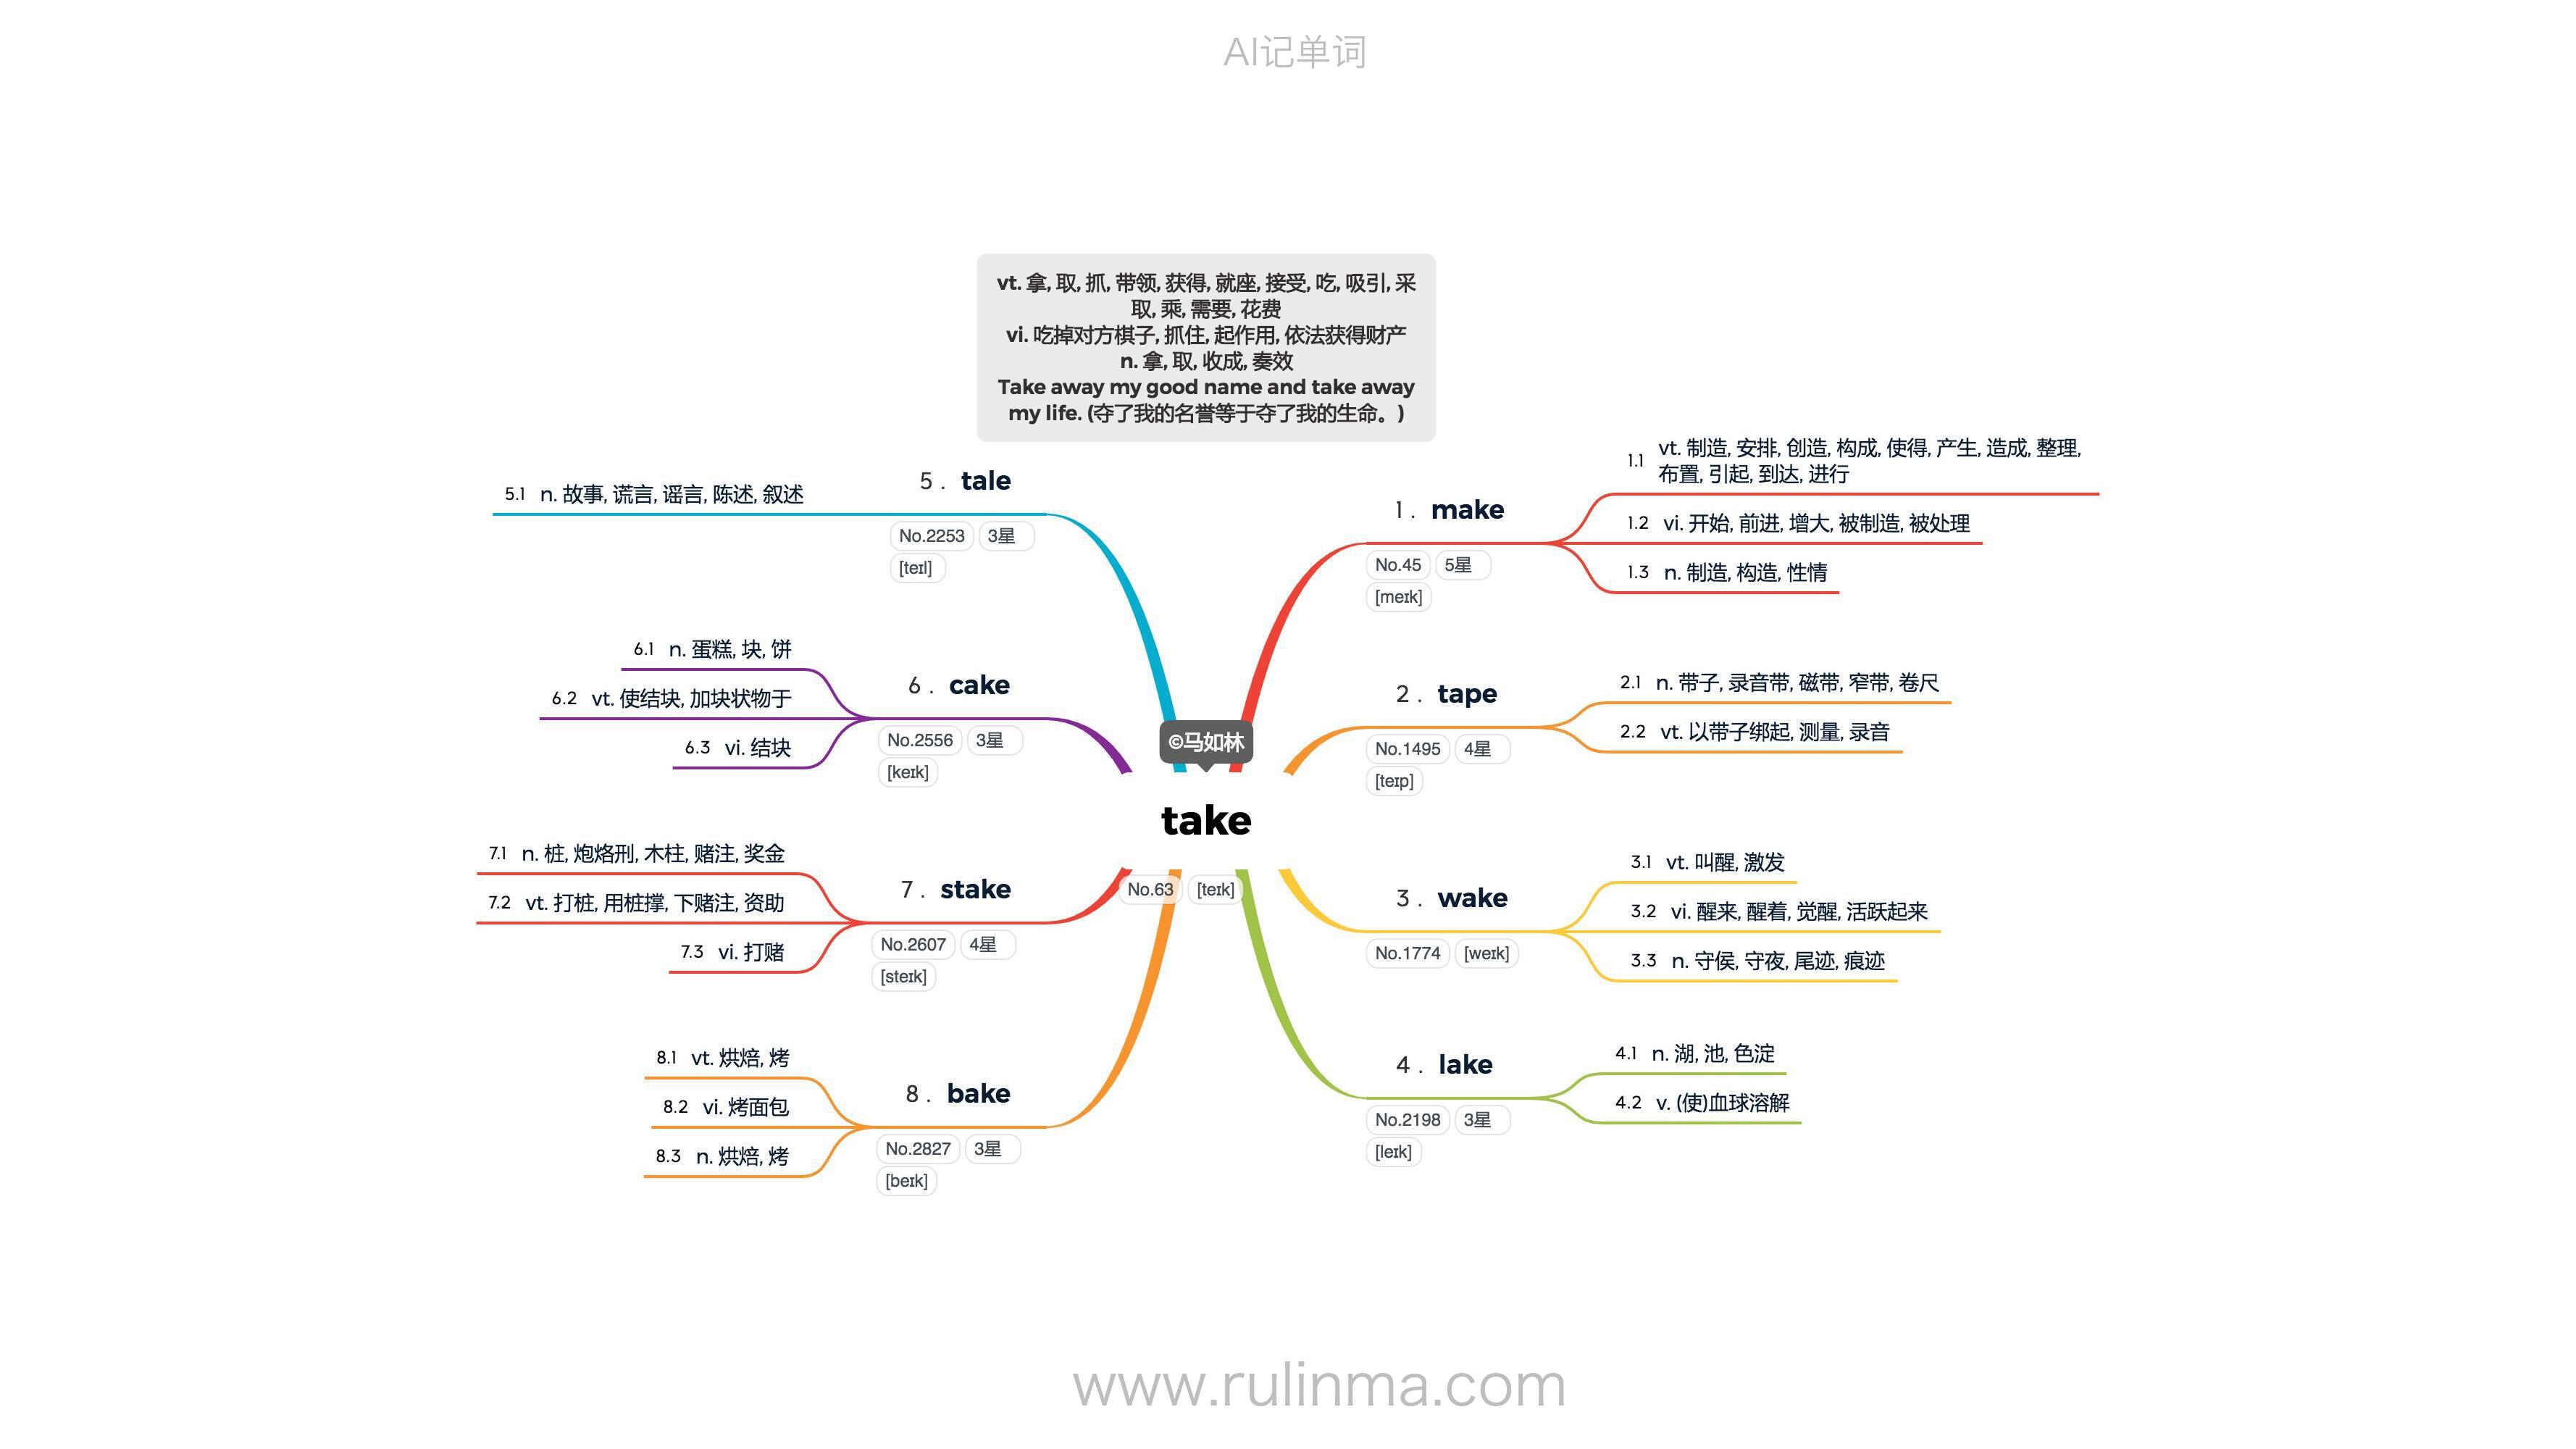 AI记单词
vt. 拿, 取, 抓, 带领, 获得, 就座, 接受, 吃, 吸引, 采
取, 乘, 需要, 花费
vi. 吃掉对方棋子, 抓住, 起作用, 依法获得财产
n. 拿, 取, 收成, 奏效
Take away my good name and take away
my life. (夺了我的名誉等于夺了我的生命。)
©马如林
take
No.63 [teɪk]
1. make
No.45 5星
[meɪk]
1.1 vt. 制造, 安排, 创造, 构成, 使得, 产生, 造成, 整理,
布置, 引起, 到达, 进行
1.2 vi. 开始, 前进, 增大, 被制造, 被处理
1.3 n. 制造, 构造, 性情
2. tape
No.1495 4星
[teɪp]
2.1 n. 带子, 录音带, 磁带, 窄带, 卷尺
2.2 vt. 以带子绑起, 测量, 录音
3. wake
No.1774 [weɪk]
3.1 vt. 叫醒, 激发
3.2 vi. 醒来, 醒着, 觉醒, 活跃起来
3.3 n. 守侯, 守夜, 尾迹, 痕迹
4. lake
No.2198 3星
[leɪk]
4.1 n. 湖, 池, 色淀
4.2 v. (使)血球溶解
5. tale
No.2253 3星
[teɪl]
5.1 n. 故事, 谎言, 谣言, 陈述, 叙述
6. cake
No.2556 3星
[keɪk]
6.1 n. 蛋糕, 块, 饼
6.2 vt. 使结块, 加块状物于
6.3 vi. 结块
7. stake
No.2607 4星
[steɪk]
7.1 n. 桩, 炮烙刑, 木柱, 赌注, 奖金
7.2 vt. 打桩, 用桩撑, 下赌注, 资助
7.3 vi. 打赌
8. bake
No.2827 3星
[beɪk]
8.1 vt. 烘焙, 烤
8.2 vi. 烤面包
8.3 n. 烘焙, 烤
www.rulinma.com